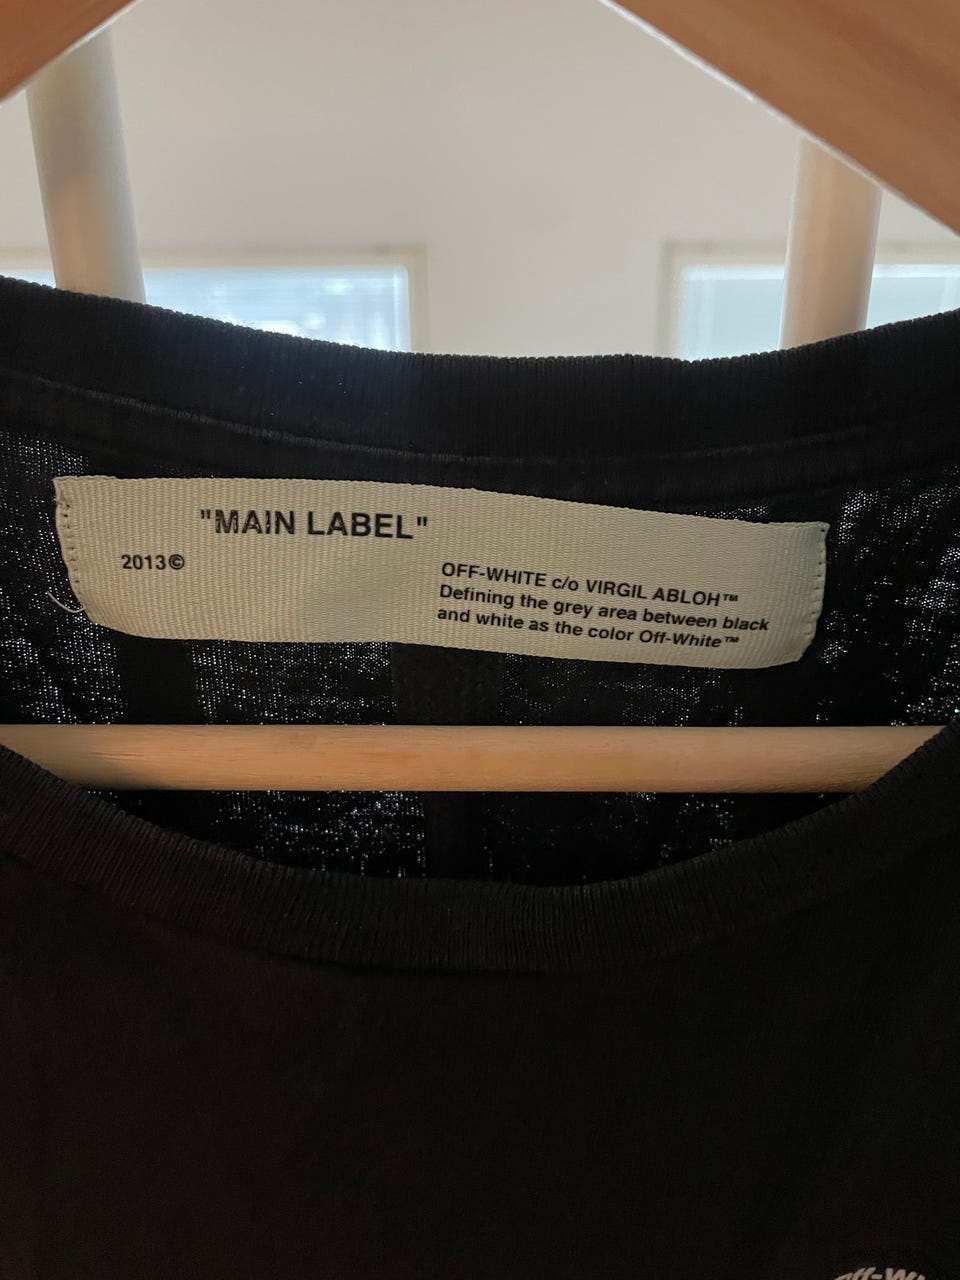 "MAIN LABEL"
2013©
OFF-WHITE c/o VIRGIL ABLOH™
Defining the grey area between black
and white as the color Off-White™